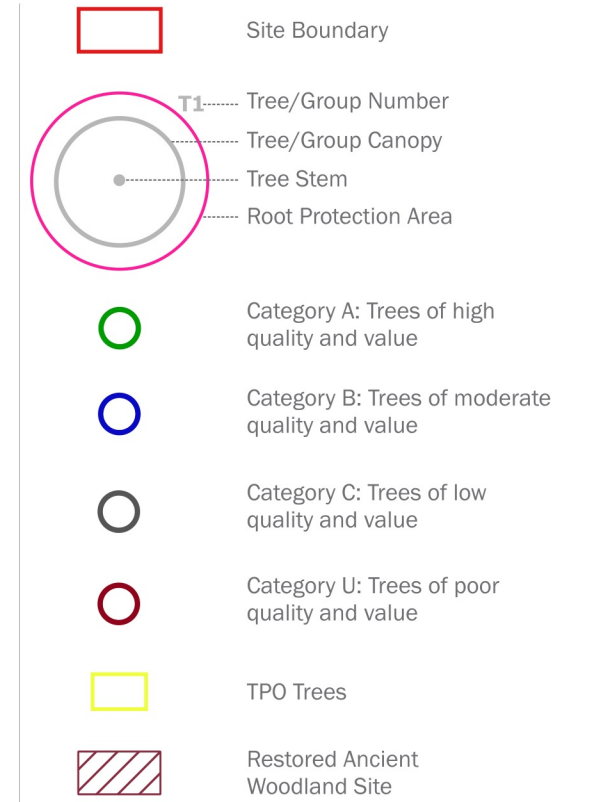 Site Boundary
T1 Tree/Group Number
Tree/Group Canopy
Tree Stem
Root Protection Area
Category A: Trees of high
quality and value
Category B: Trees of moderate
quality and value
Category C: Trees of low
quality and value
Category U: Trees of poor
quality and value
TPO Trees
Restored Ancient
Woodland Site